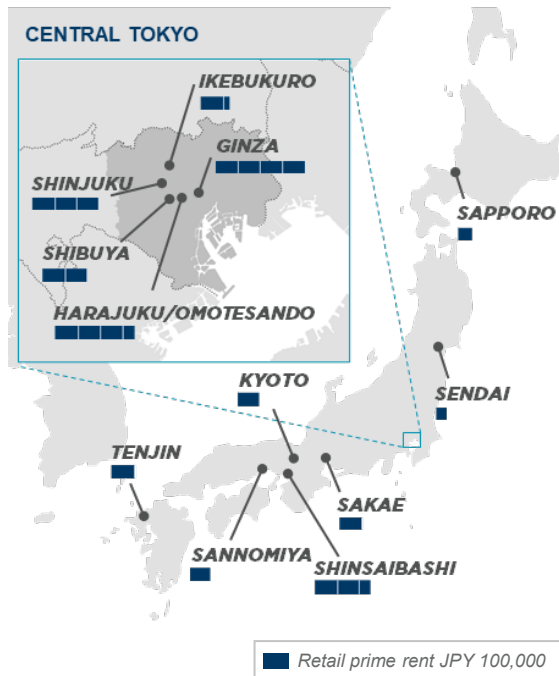 CENTRAL TOKYO
IKEBUKURO
GINZA
SHINJUKU
SHIBUYA
HARAJUKU/OMOTESANDO
SAPPORO
KYOTO
SENDAI
TENJIN
SAKAE
SANNOMIYA
SHINSAIBASHI
Retail prime rent JPY 100,000